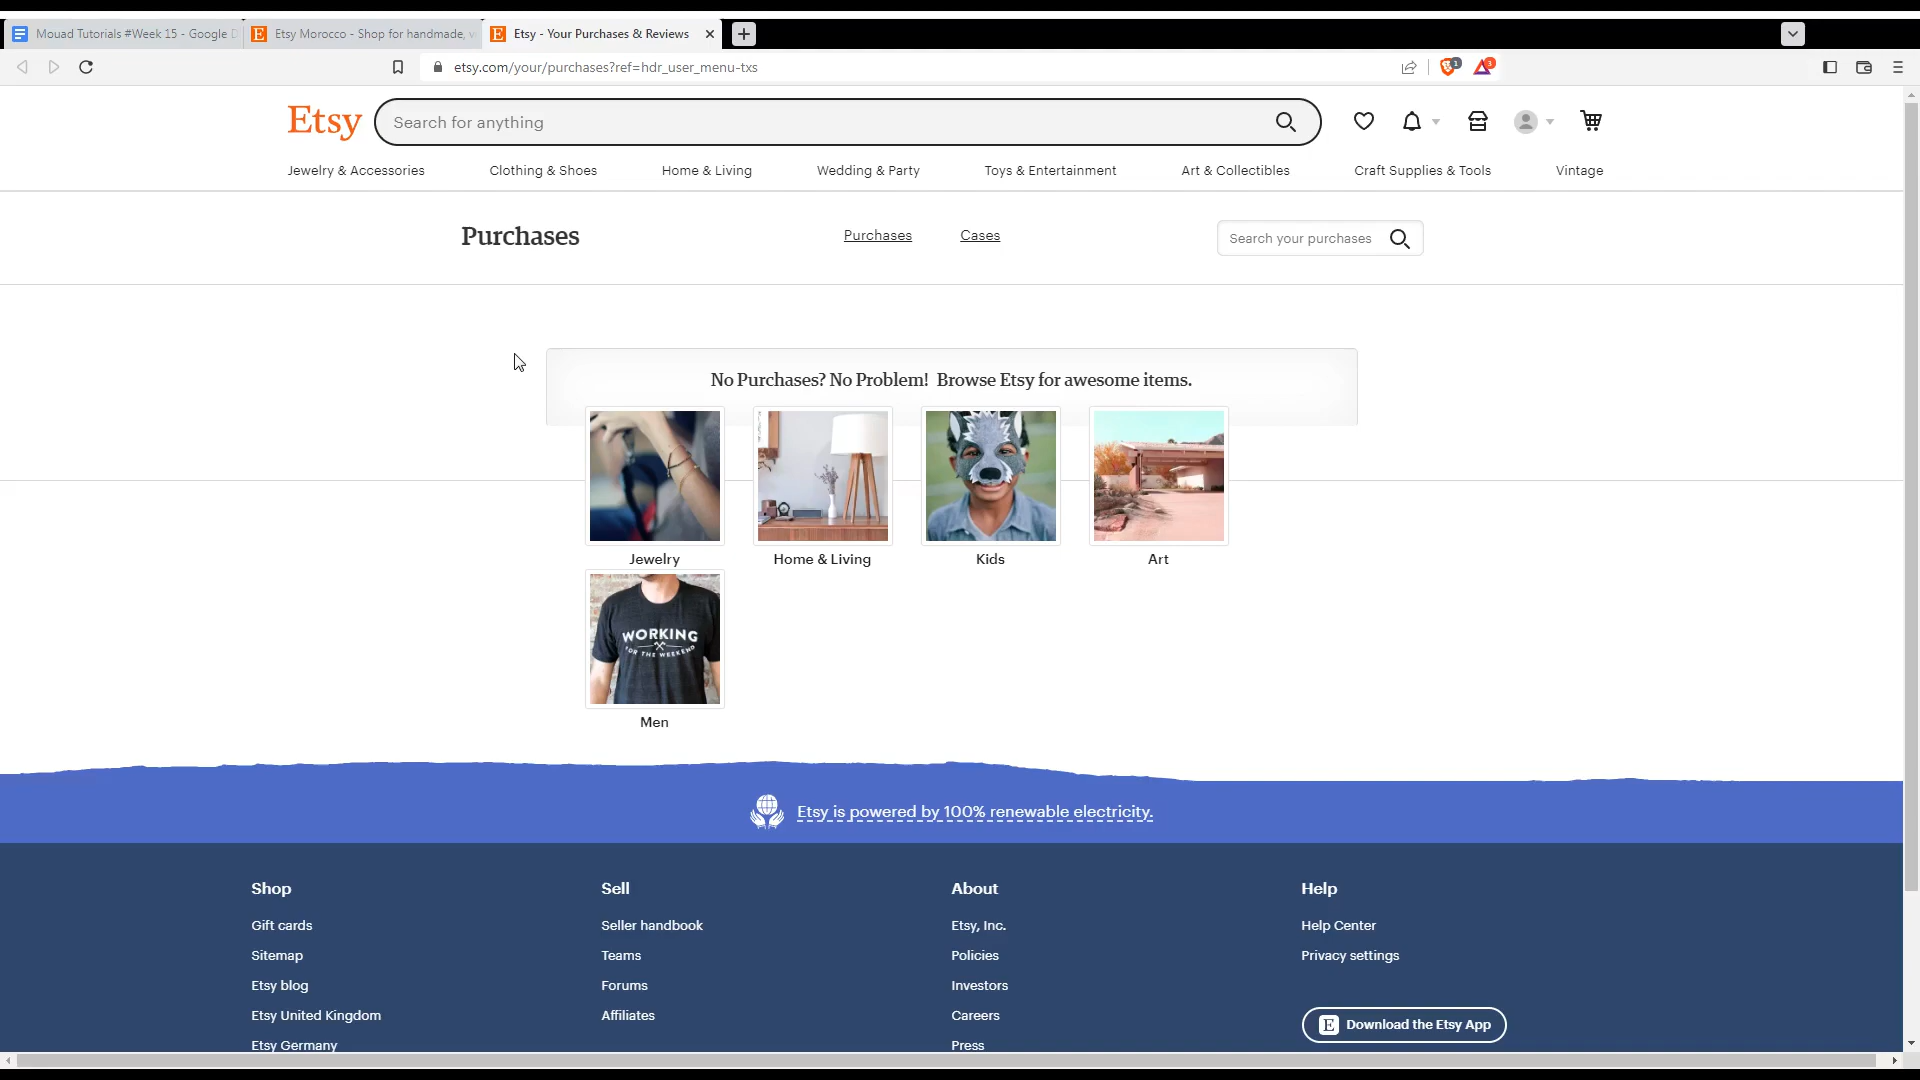 Mouad Tutorials #Week 15 - Google D
Etsy Morocco - Shop for handmade, v
Etsy - Your Purchases & Reviews
etsy.com/your/purchases?ref=hdr_user_menu-txs
1
3
Etsy
Search for anything
Jewelry & Accessories
Clothing & Shoes
Home & Living
Wedding & Party
Toys & Entertainment
Art & Collectibles
Craft Supplies & Tools
Vintage
Purchases
Purchases
Cases
Search your purchases
No Purchases? No Problem! Browse Etsy for awesome items.
Jewelry
Home & Living
Kids
Art
WORKING
FOR THE WEEKEND
Men
Etsy is powered by 100% renewable electricity.
Shop
Gift cards
Sitemap
Etsy blog
Etsy United Kingdom
Etsy Germany
Sell
Seller handbook
Teams
Forums
Affiliates
About
Etsy, Inc.
Policies
Investors
Careers
Press
Help
Help Center
Privacy settings
E
Download the Etsy App